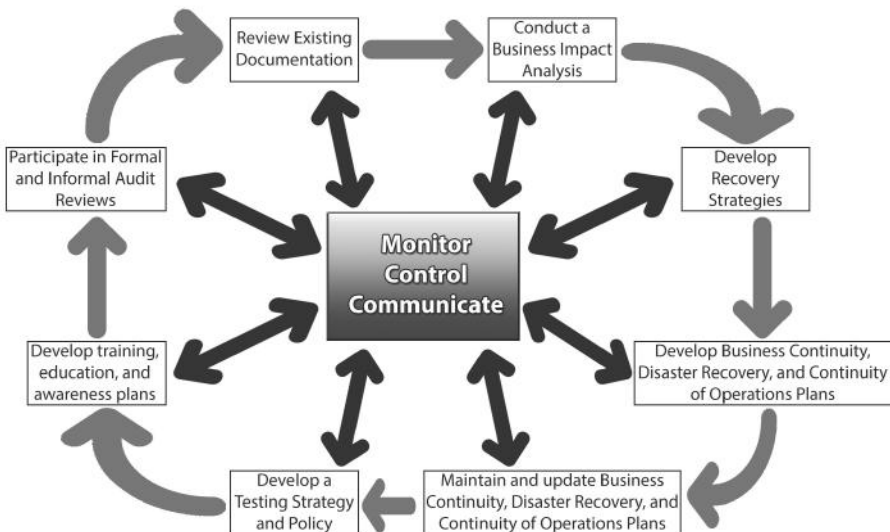 Review Existing
Documentation
Conduct a
Business Impact
Analysis
Develop
Recovery
Strategies
Develop Business Continuity,
Disaster Recovery, and Continuity
of Operations Plans
Maintain and update Business
Continuity, Disaster Recovery, and
Continuity of Operations Plans
Develop a
Testing Strategy
and Policy
Develop training,
education, and
awareness plans
Participate in Formal
and Informal Audit
Reviews
Monitor
Control
Communicate